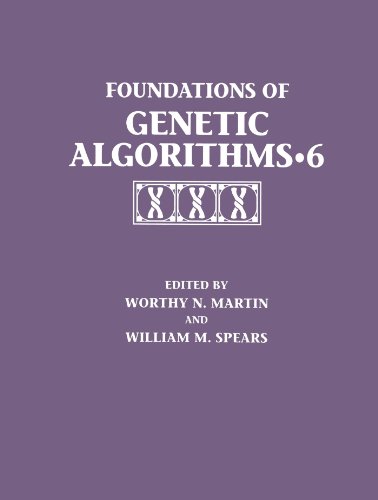 FOUNDATIONS OF
GENETIC
ALGORITHMS•6
EDITED BY
WORTHY N. MARTIN
AND
WILLIAM M. SPEARS